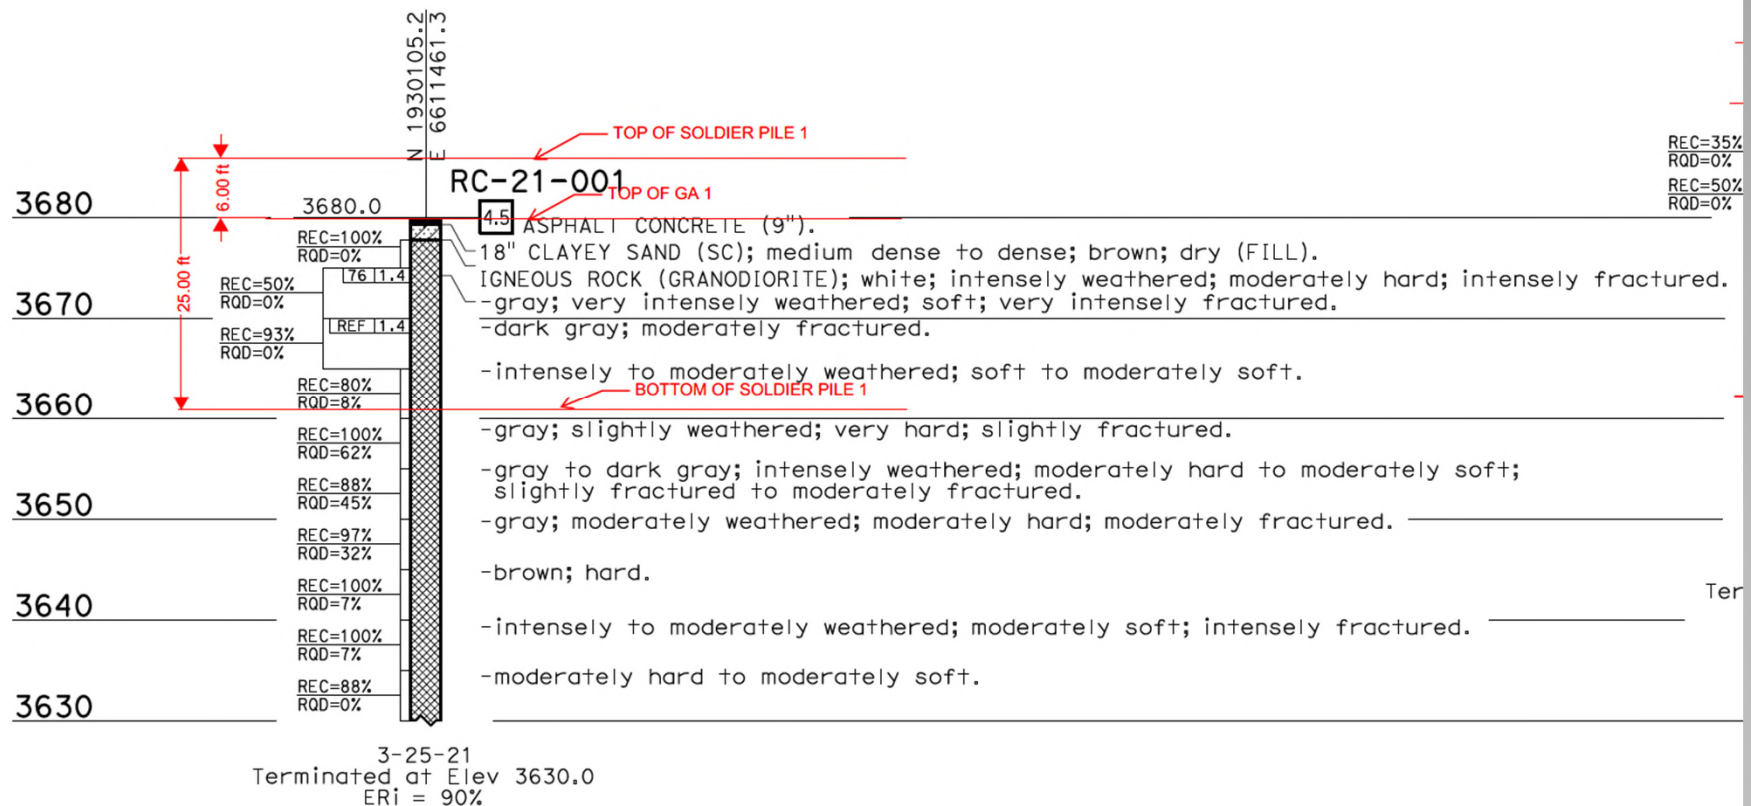 N 1930105.2
E 6611461.3
TOP OF SOLDIER PILE 1
6.00 ft
25.00 ft
RC-21-001
TOP OF GA 1
3680
3680.0
4.5
ASPHALT CONCRETE (9").
18" CLAYEY SAND (SC); medium dense to dense; brown; dry (FILL).
IGNEOUS ROCK (GRANODIORITE); white; intensely weathered; moderately hard; intensely fractured.
-gray; very intensely weathered; soft; very intensely fractured.
-dark gray; moderately fractured.
-intensely to moderately weathered; soft to moderately soft.
BOTTOM OF SOLDIER PILE 1
-gray; slightly weathered; very hard; slightly fractured.
-gray to dark gray; intensely weathered; moderately hard to moderately soft;
slightly fractured to moderately fractured.
-gray; moderately weathered; moderately hard; moderately fractured.
-brown; hard.
-intensely to moderately weathered; moderately soft; intensely fractured.
-moderately hard to moderately soft.
REC=100%
RQD=0%
76 1.4
REC=50%
RQD=0%
3670
REF 1.4
REC=93%
RQD=0%
REC=80%
RQD=8%
3660
REC=100%
RQD=62%
REC=88%
RQD=45%
3650
REC=97%
RQD=32%
REC=100%
RQD=7%
3640
REC=100%
RQD=7%
REC=88%
RQD=0%
3630
3-25-21
Terminated at Elev 3630.0
ERi = 90%
REC=35%
RQD=0%
REC=50%
RQD=0%
Ter